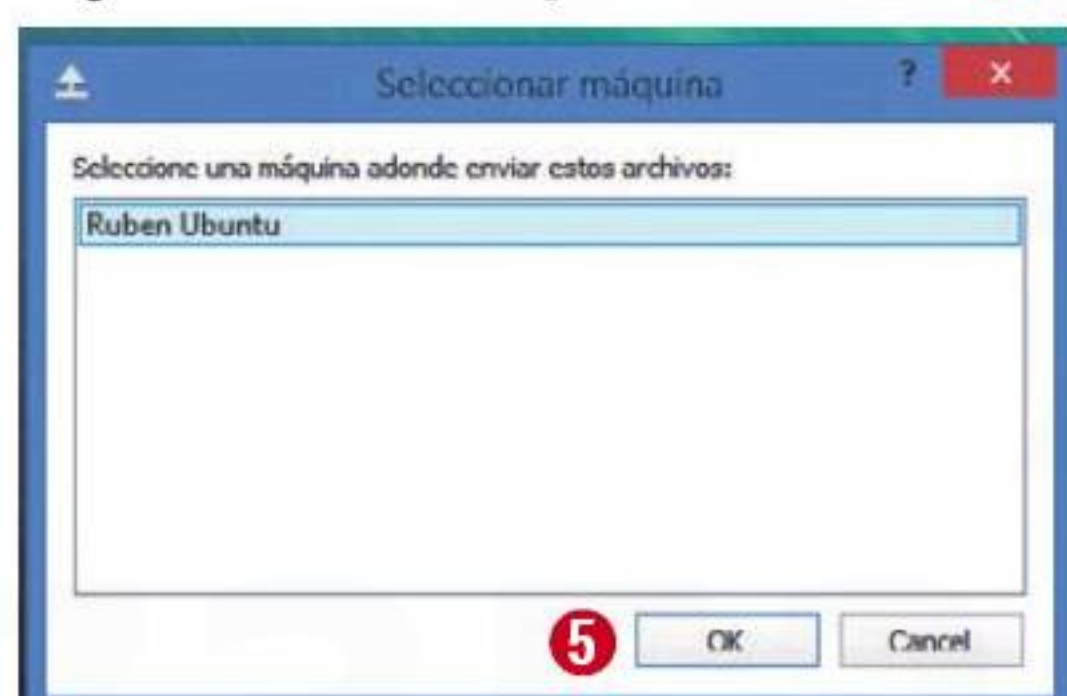 Seleccionar máquina
?
Seleccione una máquina adonde enviar estos archivos:
Ruben Ubuntu
5
OK
Cancel